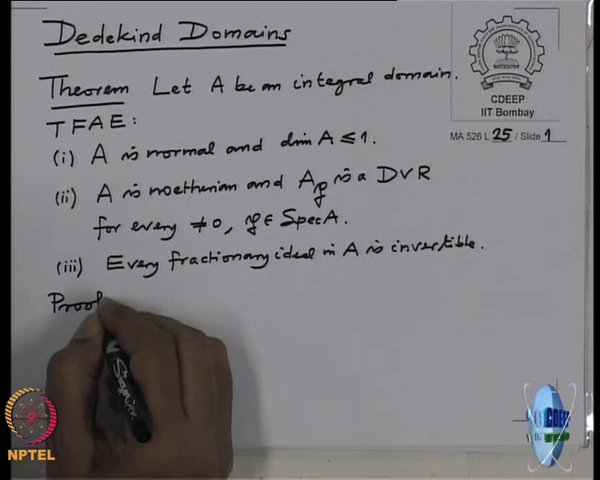 Dedekind Domains
Theorem Let A be an integral domain.
TFAE:
(i) A is normal and dim A ≤ 1.
(ii) A is noetherian and A_𝔭 is a DVR
for every ≠0, 𝔭 ∈ Spec A.
(iii) Every fractionary ideal in A is invertible.
Proof
CDEEP
IIT Bombay
MA 526 L 25 / Slide 1
NPTEL
CDEEP